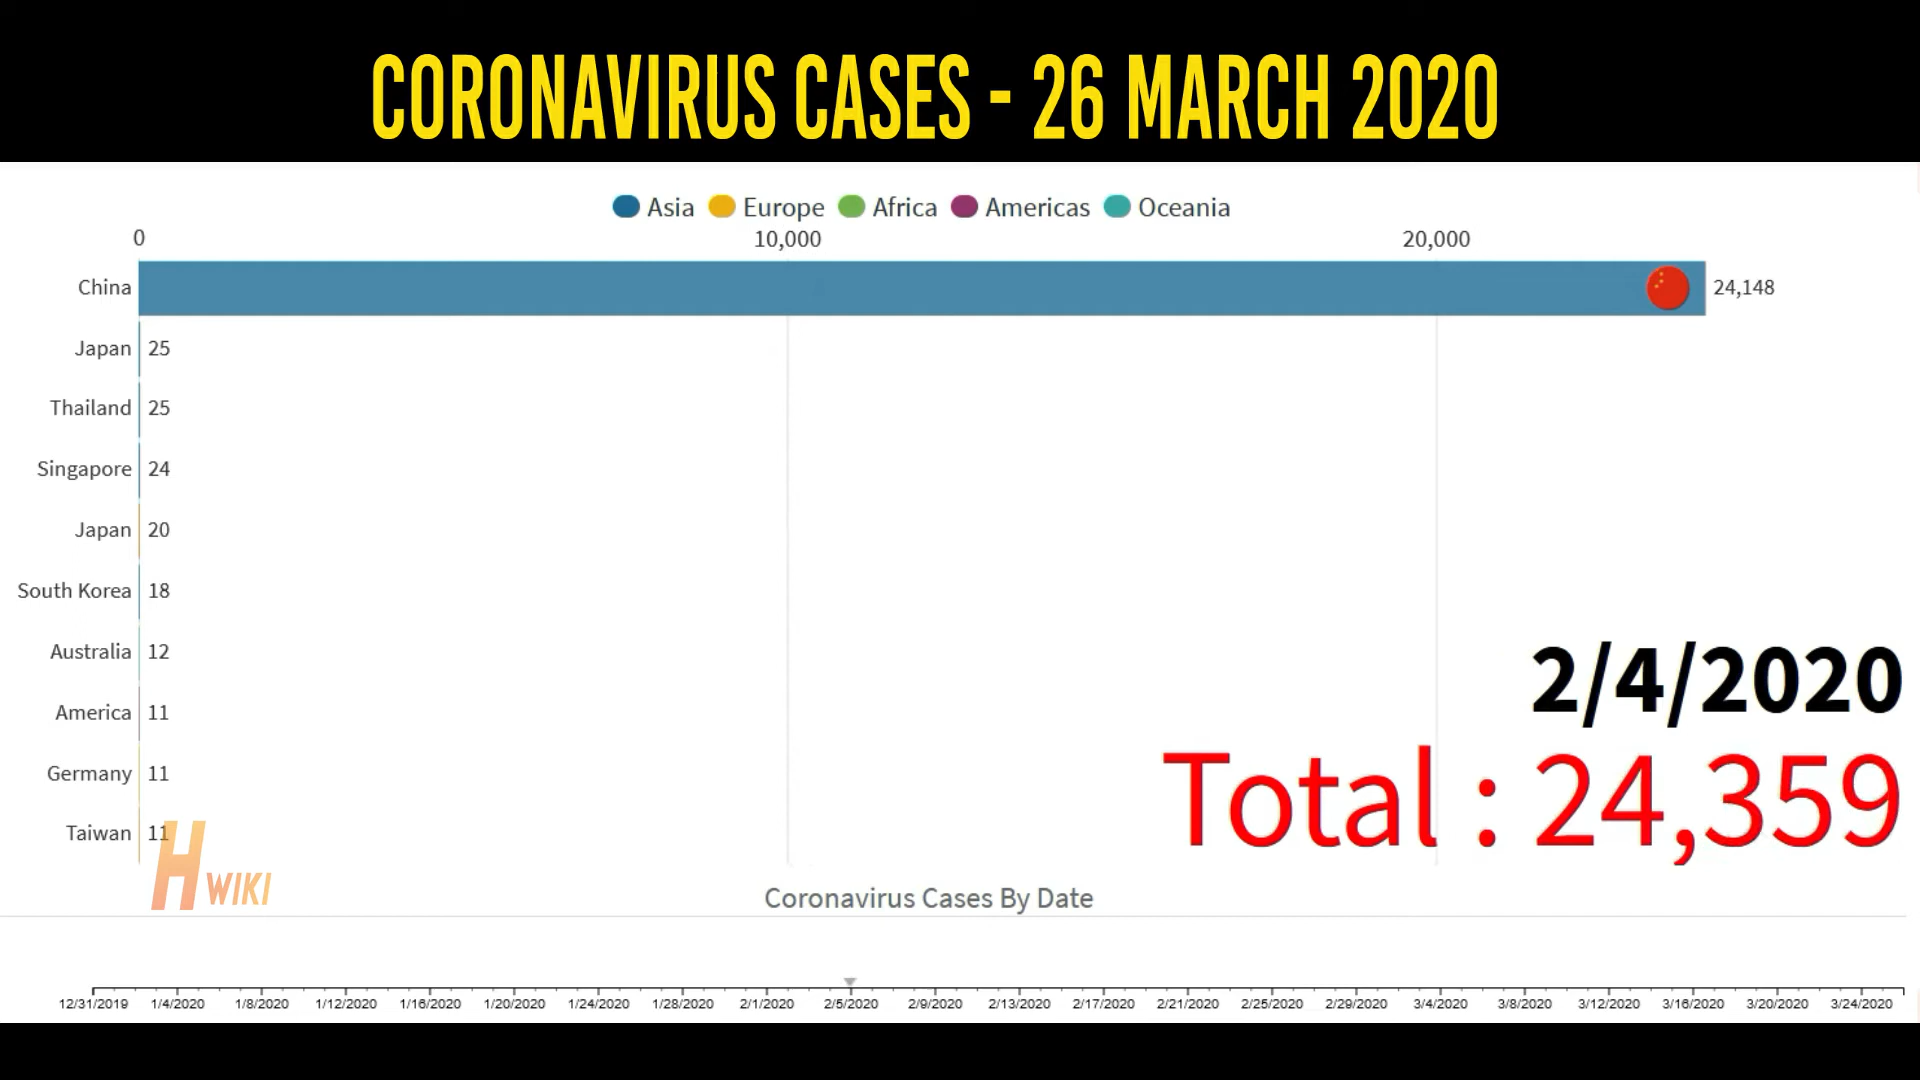 CORONAVIRUS CASES - 26 MARCH 2020
Asia Europe Africa Americas Oceania
0 10,000 20,000
China 24,148
Japan 25
Thailand 25
Singapore 24
Japan 20
South Korea 18
Australia 12
America 11
Germany 11
Taiwan 11
2/4/2020
Total : 24,359
H WIKI
Coronavirus Cases By Date
12/31/2019 1/4/2020 1/8/2020 1/12/2020 1/16/2020 1/20/2020 1/24/2020 1/28/2020 2/1/2020 2/5/2020 2/9/2020 2/13/2020 2/17/2020 2/21/2020 2/25/2020 2/29/2020 3/4/2020 3/8/2020 3/12/2020 3/16/2020 3/20/2020 3/24/2020